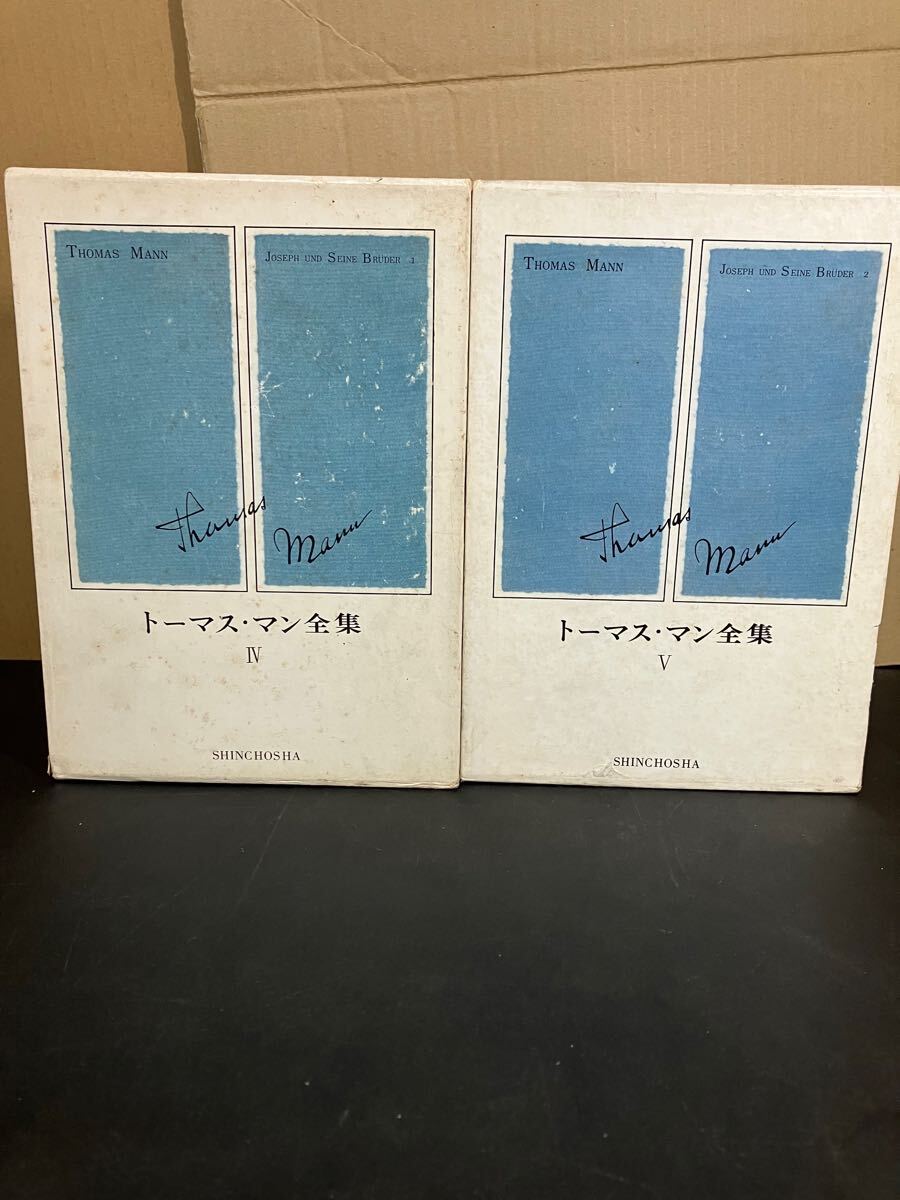 THOMAS MANN
JOSEPH UND SEINE BRÜDER 1
Thomas
Mann
トーマス・マン全集
IV
SHINCHOSHA
THOMAS MANN
JOSEPH UND SEINE BRÜDER 2
Thomas
Mann
トーマス・マン全集
V
SHINCHOSHA